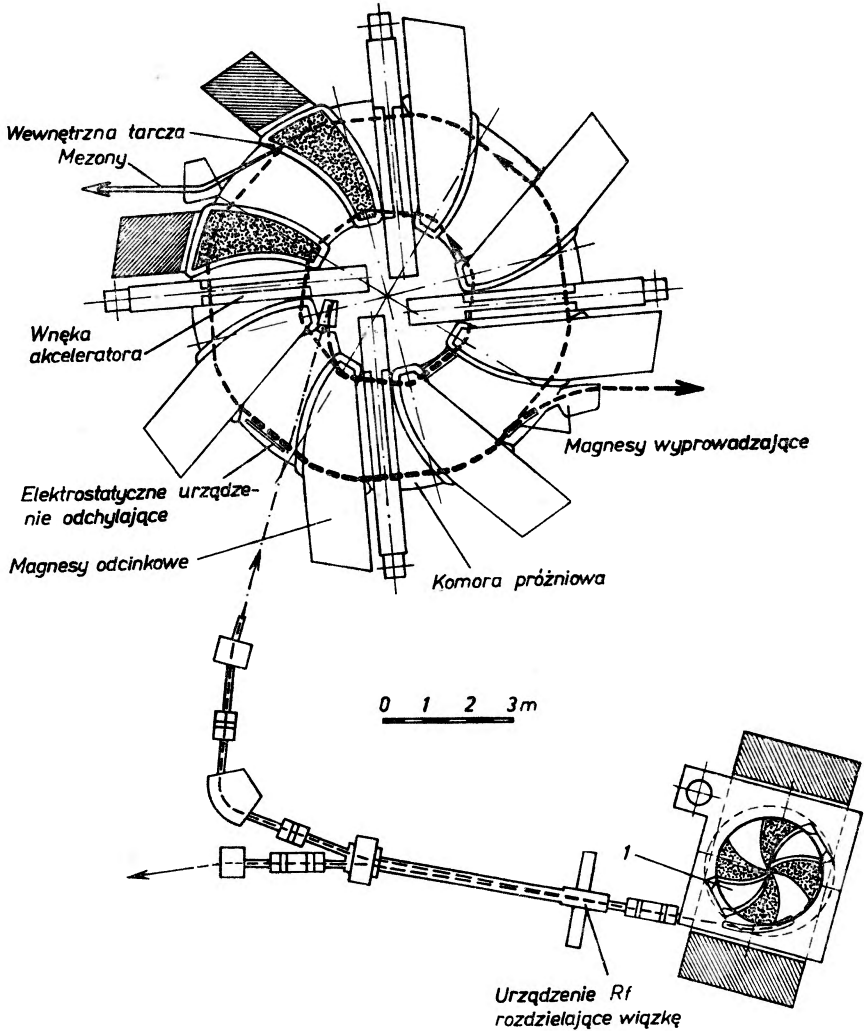 Wewnętrzna tarcza
Mezony
Wnęka
akceleratora
Magnesy wyprowadzające
Elektrostatyczne urządze-
nie odchylające
Magnesy odcinkowe
Komora próżniowa
0 1 2 3m
1
Urządzenie Rf
rozdzielające wiązkę